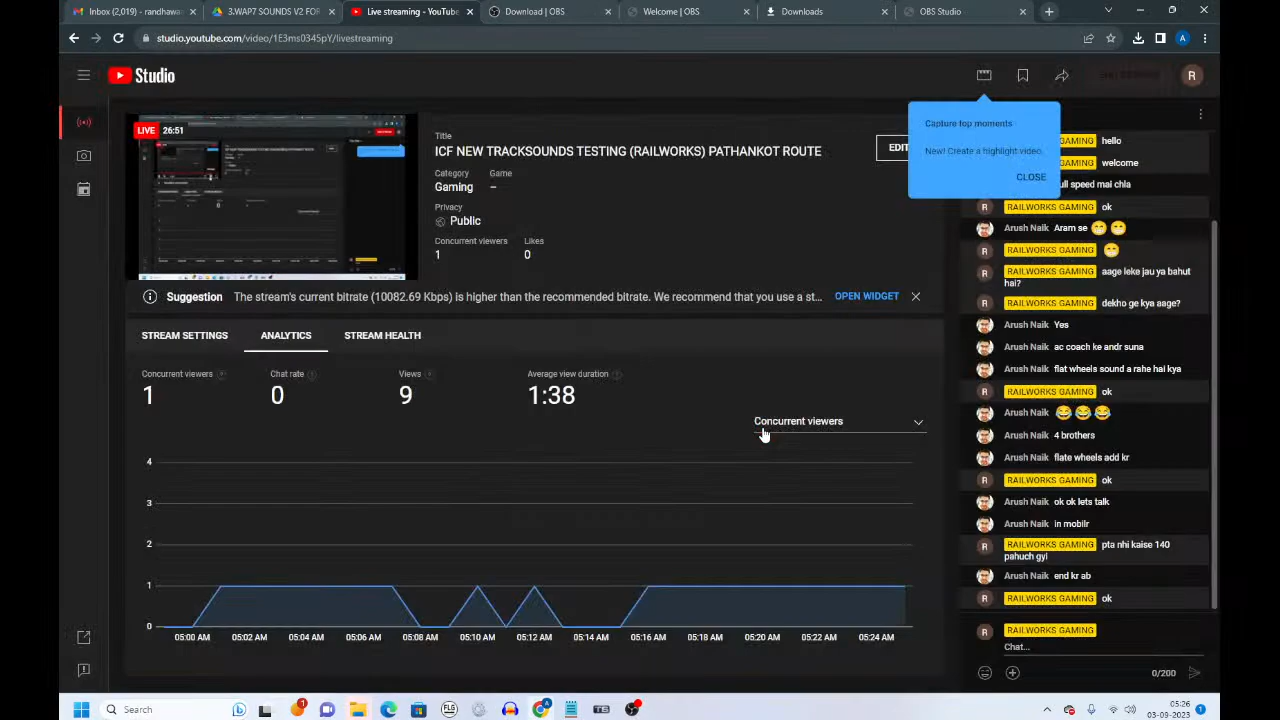 Inbox (2,019) - randhawa
3.WAP7 SOUNDS V2 FOR
Live streaming - YouTube
Download | OBS
Welcome | OBS
Downloads
OBS Studio
studio.youtube.com/video/1E3ms0345pY/livestreaming
A
Studio
R
LIVE 26:51
Title
ICF NEW TRACKSOUNDS TESTING (RAILWORKS) PATHANKOT ROUTE
Category Game
Gaming –
Privacy
Public
Concurrent viewers Likes
1 0
EDIT
Capture top moments
New! Create a highlight video.
CLOSE
Suggestion The stream's current bitrate (10082.69 Kbps) is higher than the recommended bitrate. We recommend that you use a st... OPEN WIDGET
STREAM SETTINGS ANALYTICS STREAM HEALTH
Concurrent viewers Chat rate Views Average view duration
1 0 9 1:38
Concurrent viewers
4
3
2
1
0
05:00 AM 05:02 AM 05:04 AM 05:06 AM 05:08 AM 05:10 AM 05:12 AM 05:14 AM 05:16 AM 05:18 AM 05:20 AM 05:22 AM 05:24 AM
GAMING hello
GAMING welcome
ull speed mai chla
R RAILWORKS GAMING ok
Arush Naik Aram se 😁 😁
R RAILWORKS GAMING 😁
R RAILWORKS GAMING aage leke jau ya bahut
hai?
R RAILWORKS GAMING dekho ge kya aage?
Arush Naik Yes
Arush Naik ac coach ke andr suna
Arush Naik flat wheels sound a rahe hai kya
R RAILWORKS GAMING ok
Arush Naik 😂 😂 😂
Arush Naik 4 brothers
Arush Naik flate wheels add kr
R RAILWORKS GAMING ok
Arush Naik ok ok lets talk
Arush Naik in mobilr
R RAILWORKS GAMING pta nhi kaise 140
pahuch gyi
Arush Naik end kr ab
R RAILWORKS GAMING ok
R RAILWORKS GAMING
Chat...
0/200
Search
1
05:26
03-09-2023